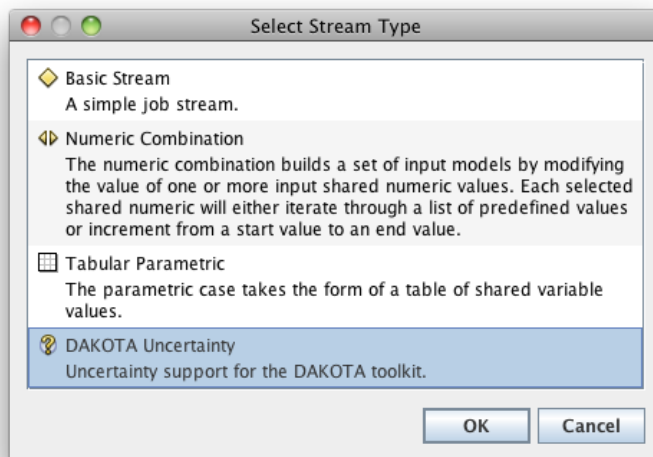 Select Stream Type
Basic Stream
A simple job stream.
Numeric Combination
The numeric combination builds a set of input models by modifying
the value of one or more input shared numeric values. Each selected
shared numeric will either iterate through a list of predefined values
or increment from a start value to an end value.
Tabular Parametric
The parametric case takes the form of a table of shared variable
values.
DAKOTA Uncertainty
Uncertainty support for the DAKOTA toolkit.
OK Cancel